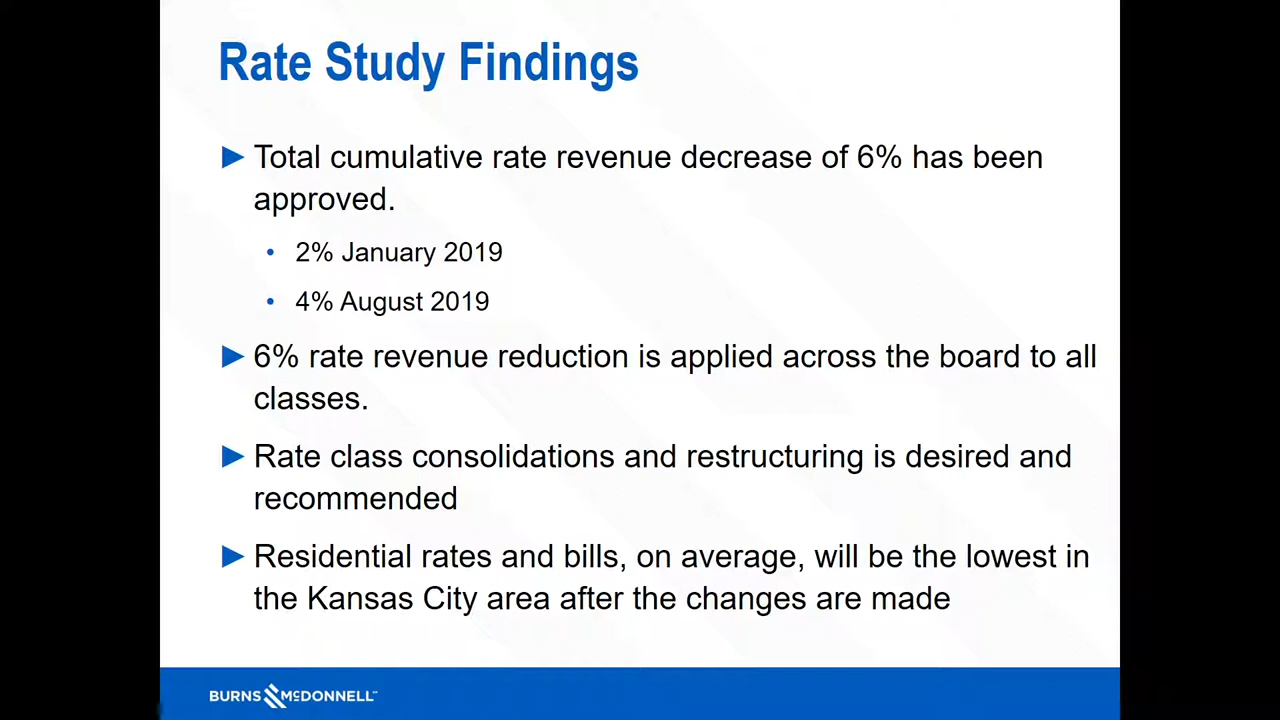 Rate Study Findings
► Total cumulative rate revenue decrease of 6% has been
approved.
• 2% January 2019
• 4% August 2019
► 6% rate revenue reduction is applied across the board to all
classes.
► Rate class consolidations and restructuring is desired and
recommended
► Residential rates and bills, on average, will be the lowest in
the Kansas City area after the changes are made
BURNS McDONNELL